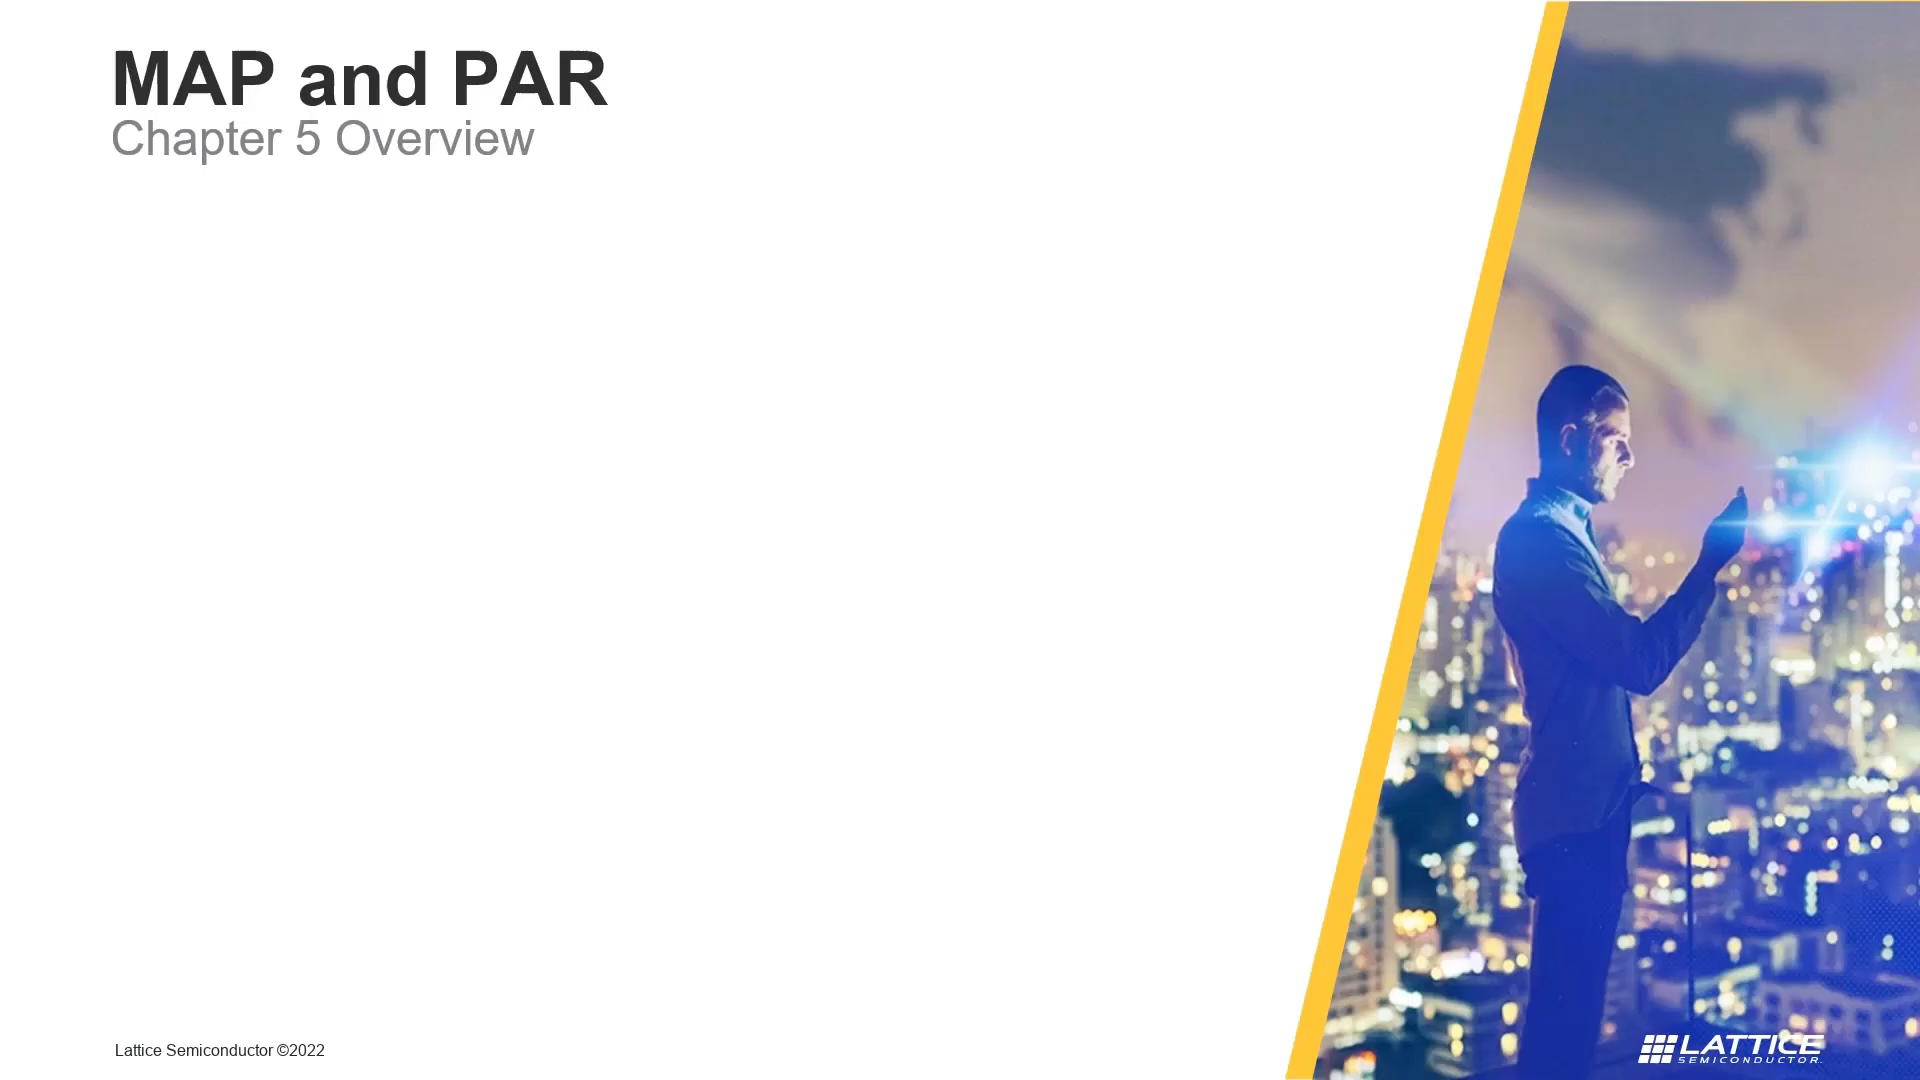 MAP and PAR
Chapter 5 Overview
Lattice Semiconductor ©2022
LATTICE
SEMICONDUCTOR.